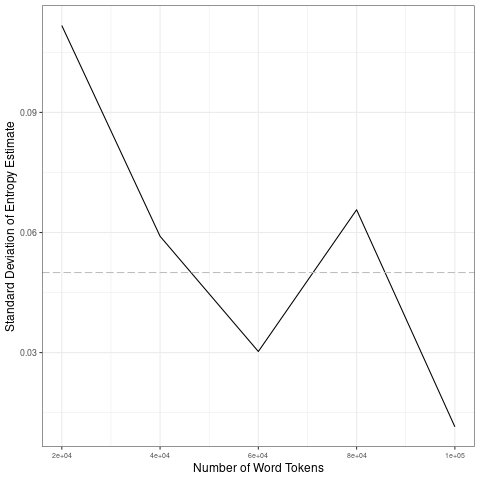 Standard Deviation of Entropy Estimate
0.09
0.06
0.03
2e+04 4e+04 6e+04 8e+04 1e+05
Number of Word Tokens